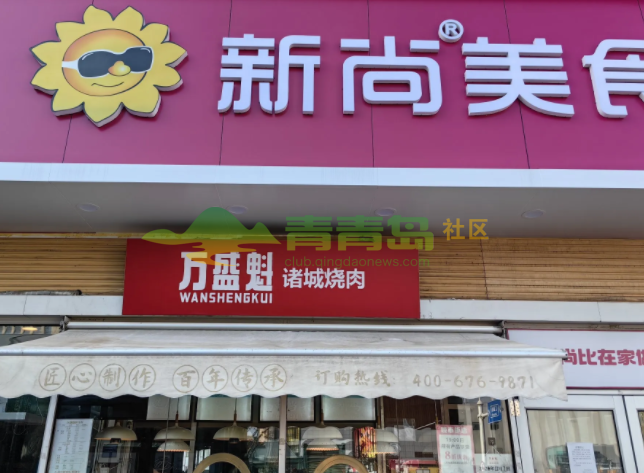 新尚®美食
青青岛 社区
club.qingdaonews.com
万盛魁 诸城烧肉
WANSHENGKUI
尚比在家做
匠心制作 百年传承 订购热线: 400-676-9871